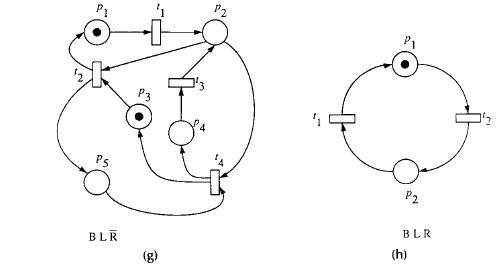 p₁ t₁ p₂
t₂ t₃
p₃
p₄
p₅ t₄
B L R̅
(g)
p₁
t₁ t₂
p₂
B L R
(h)